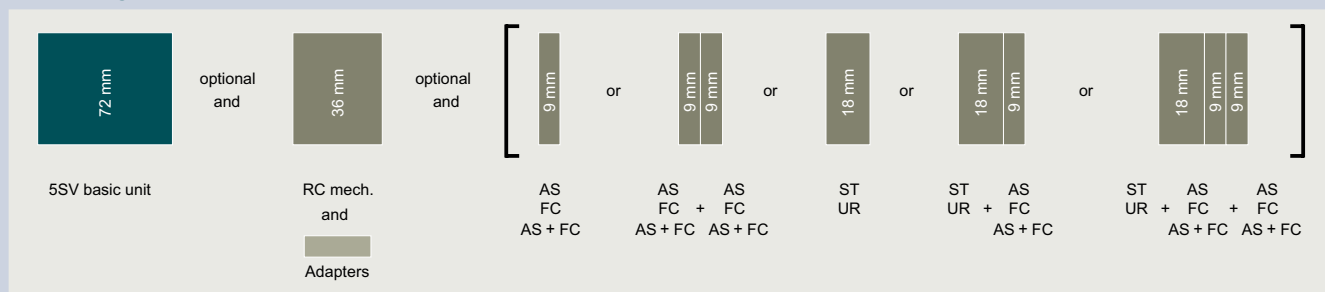 72 mm
optional
and
36 mm
optional
and
9 mm
or
9 mm
9 mm
or
18 mm
or
18 mm
9 mm
or
18 mm
9 mm
9 mm
5SV basic unit
RC mech.
and
Adapters
AS
FC
AS + FC
AS AS
FC + FC
AS + FC AS + FC
ST
UR
ST AS
UR + FC
AS + FC
ST AS AS
UR + FC + FC
AS + FC AS + FC